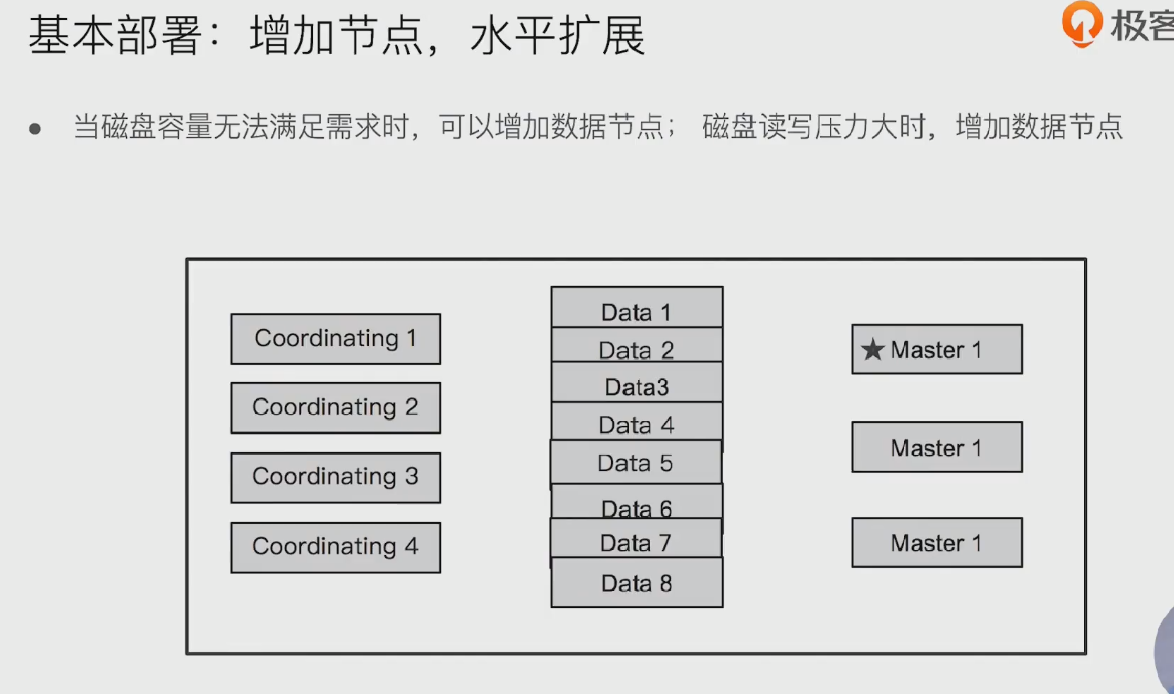 基本部署：增加节点，水平扩展
极客
当磁盘容量无法满足需求时，可以增加数据节点； 磁盘读写压力大时，增加数据节点
Coordinating 1
Coordinating 2
Coordinating 3
Coordinating 4
Data 1
Data 2
Data3
Data 4
Data 5
Data 6
Data 7
Data 8
★ Master 1
Master 1
Master 1